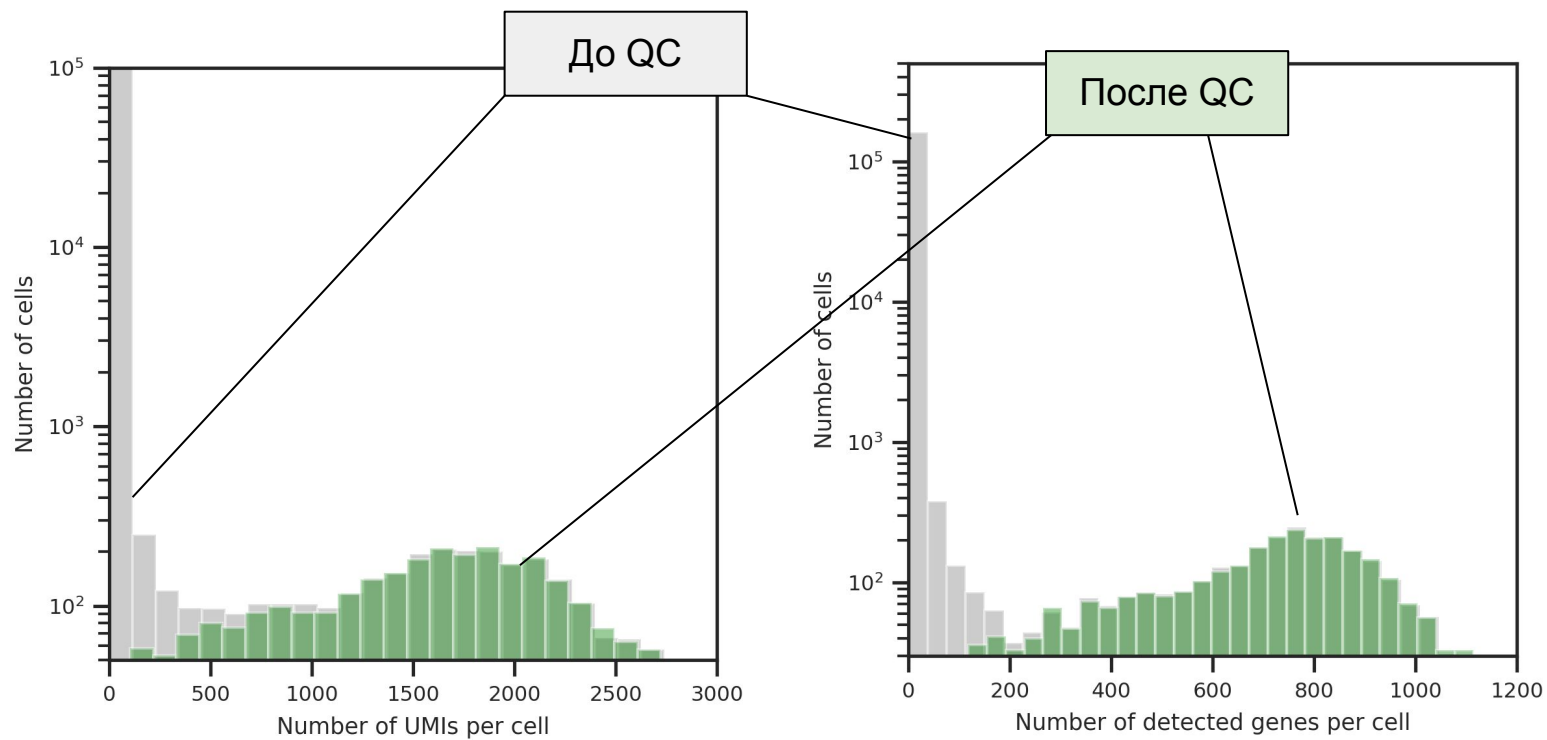 До QC
После QC
10⁵
10⁴
10³
10²
Number of cells
0 500 1000 1500 2000 2500 3000
Number of UMIs per cell
10⁵
10⁴
10³
10²
Number of cells
0 200 400 600 800 1000 1200
Number of detected genes per cell